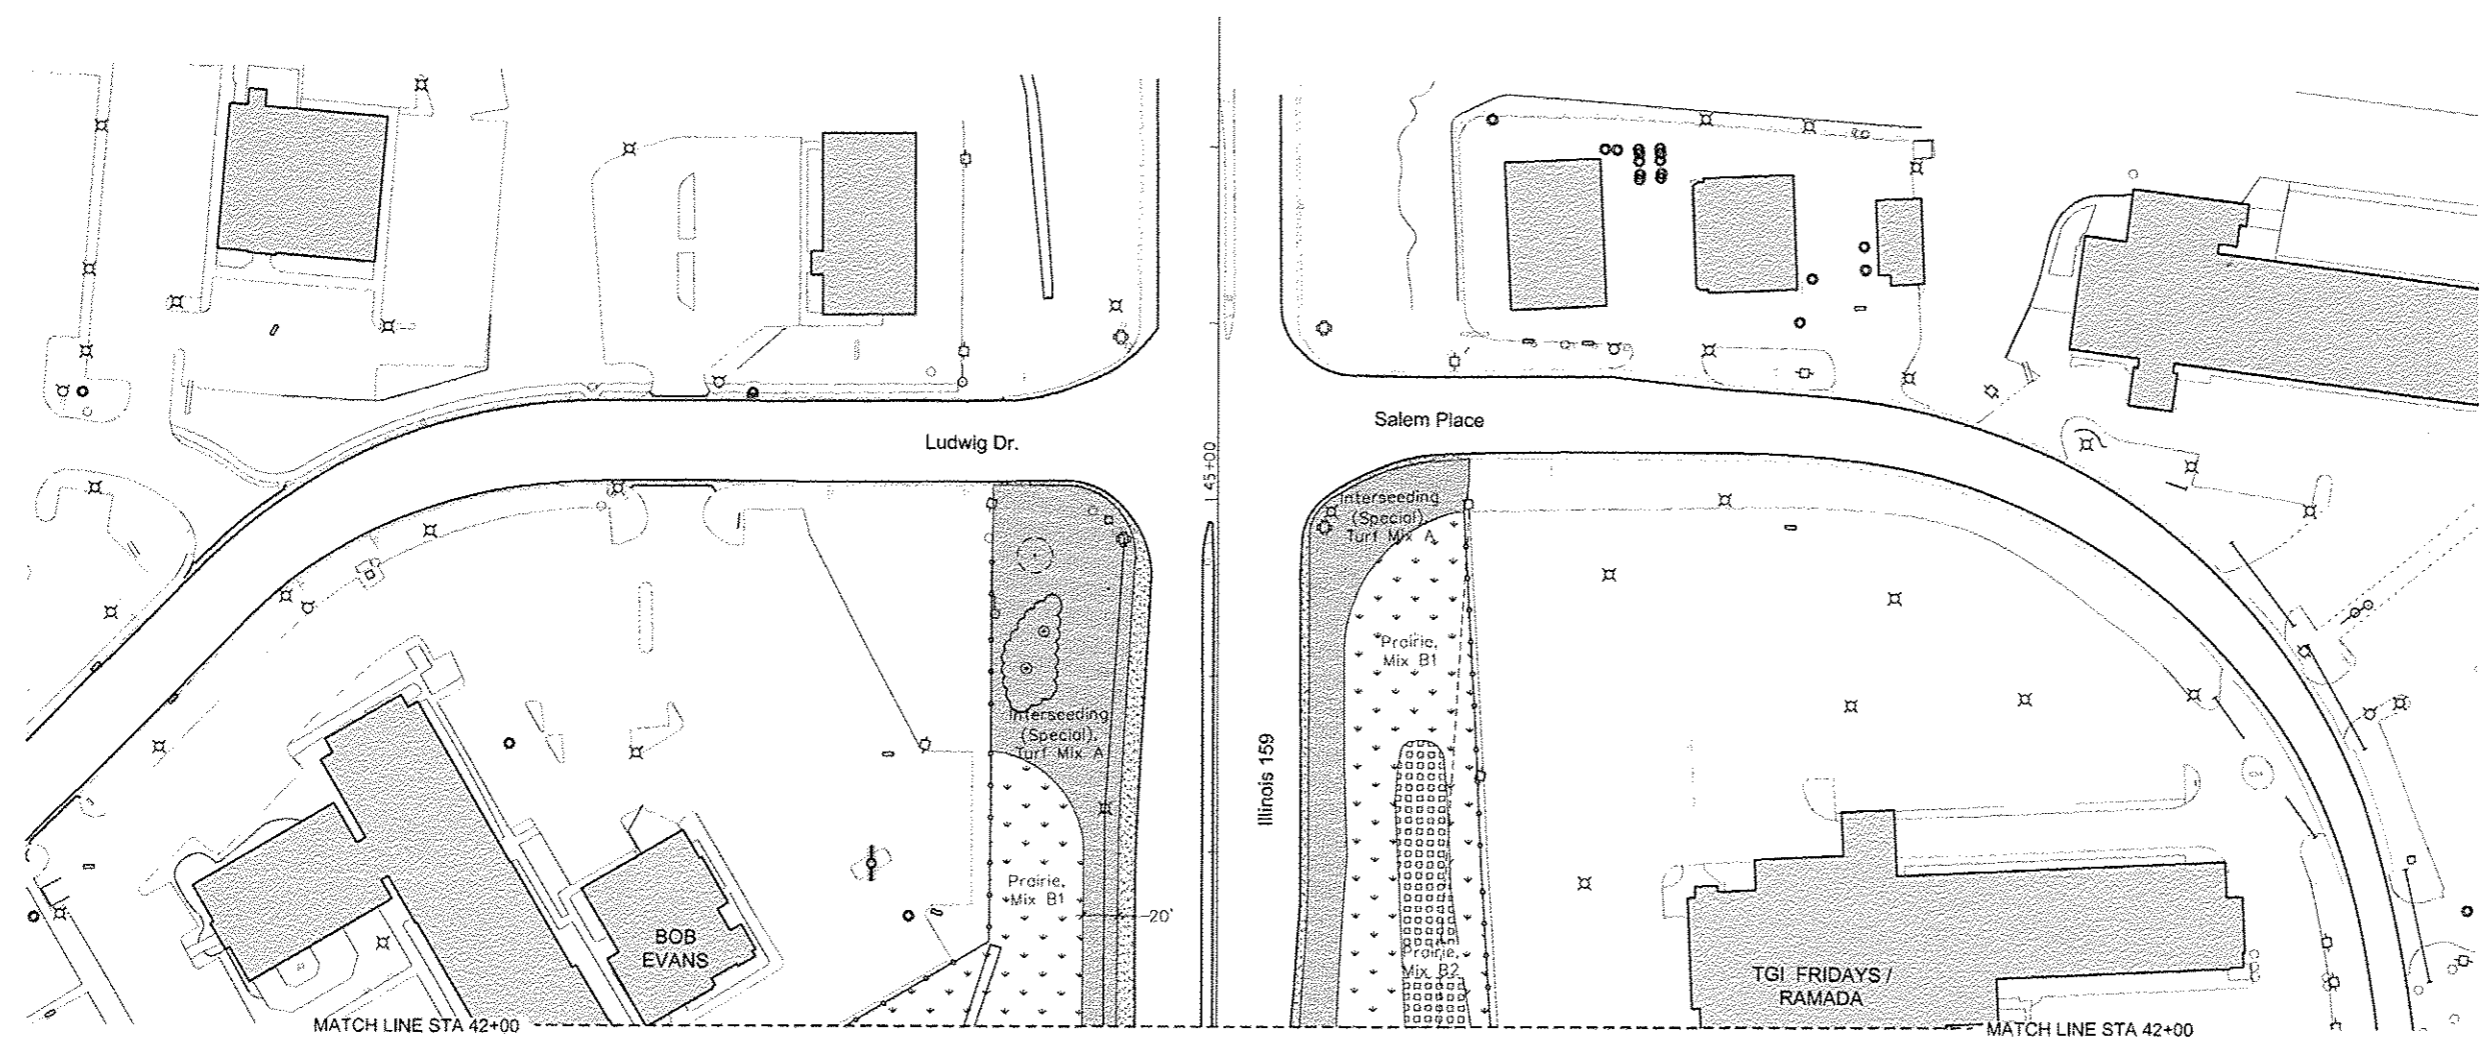 Salem Place
Ludwig Dr.
45+00
Interseeding
(Special),
Turf Mix A
Prairie,
Mix B1
Interseeding
(Special),
Turf Mix A
Illinois 159
Prairie,
Mix B1
20'
BOB
EVANS
Prairie,
Mix B2
TGI FRIDAYS /
RAMADA
MATCH LINE STA 42+00
MATCH LINE STA 42+00